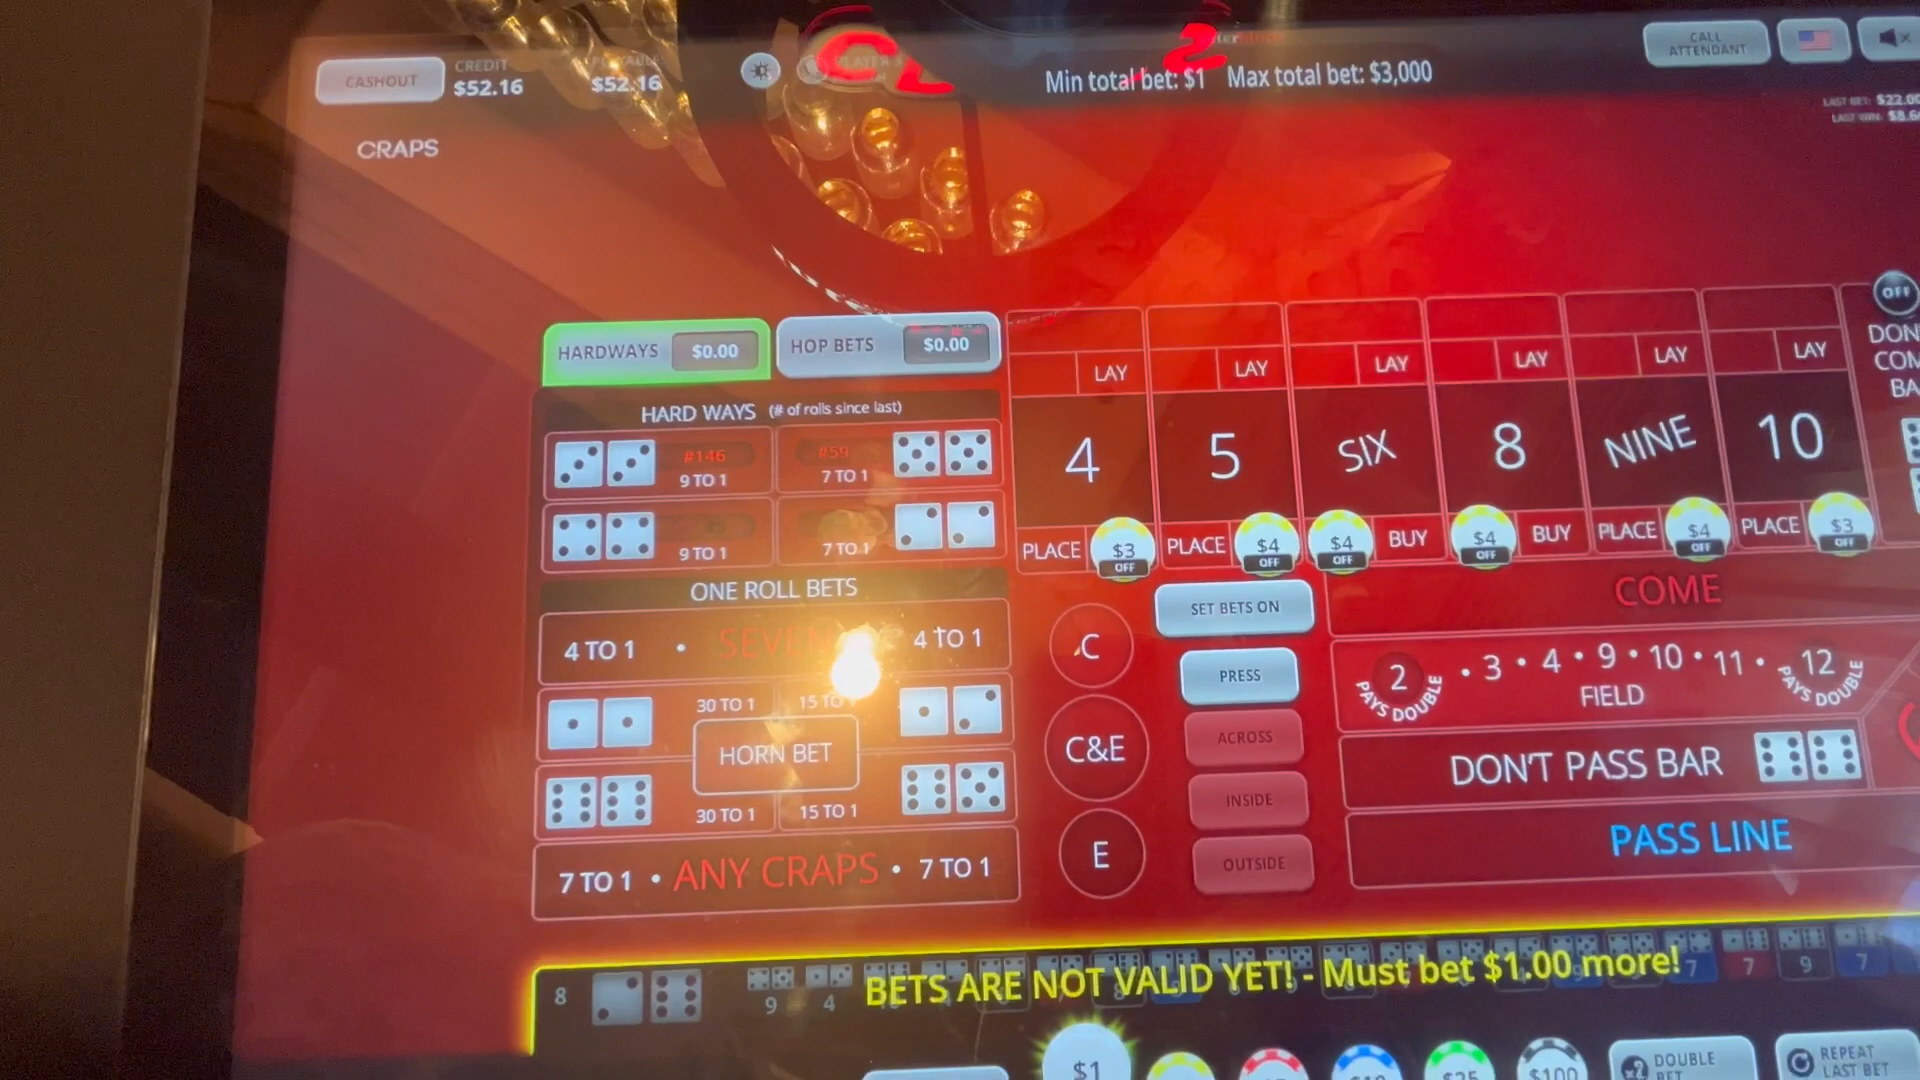 CASHOUT
CREDIT
$52.16
$52.16
Min total bet: $1 Max total bet: $3,000
CALL
ATTENDANT
LAST BET: $22.00
LAST WIN:
CRAPS
OFF
HARDWAYS $0.00
HOP BETS $0.00
LAY LAY LAY LAY LAY LAY
HARD WAYS (# of rolls since last)
#146
9 TO 1
#59
7 TO 1
9 TO 1
7 TO 1
4 5 SIX 8 NINE 10
PLACE $3 OFF
PLACE $4 OFF
$4 OFF BUY
$4 OFF BUY
PLACE $4 OFF
PLACE $3 OFF
ONE ROLL BETS
4 TO 1 • SEVEN 4 TO 1
30 TO 1
HORN BET
30 TO 1 15 TO 1
7 TO 1 • ANY CRAPS • 7 TO 1
C
C&E
E
SET BETS ON
PRESS
ACROSS
INSIDE
OUTSIDE
COME
2 • 3 • 4 • 9 • 10 • 11 • 12
PAYS DOUBLE FIELD PAYS DOUBLE
DON'T PASS BAR
PASS LINE
BETS ARE NOT VALID YET! - Must bet $1.00 more!
8 9 4
7 7 9 7
$1 $25 $100
x2 DOUBLE
BET
REPEAT
LAST BET